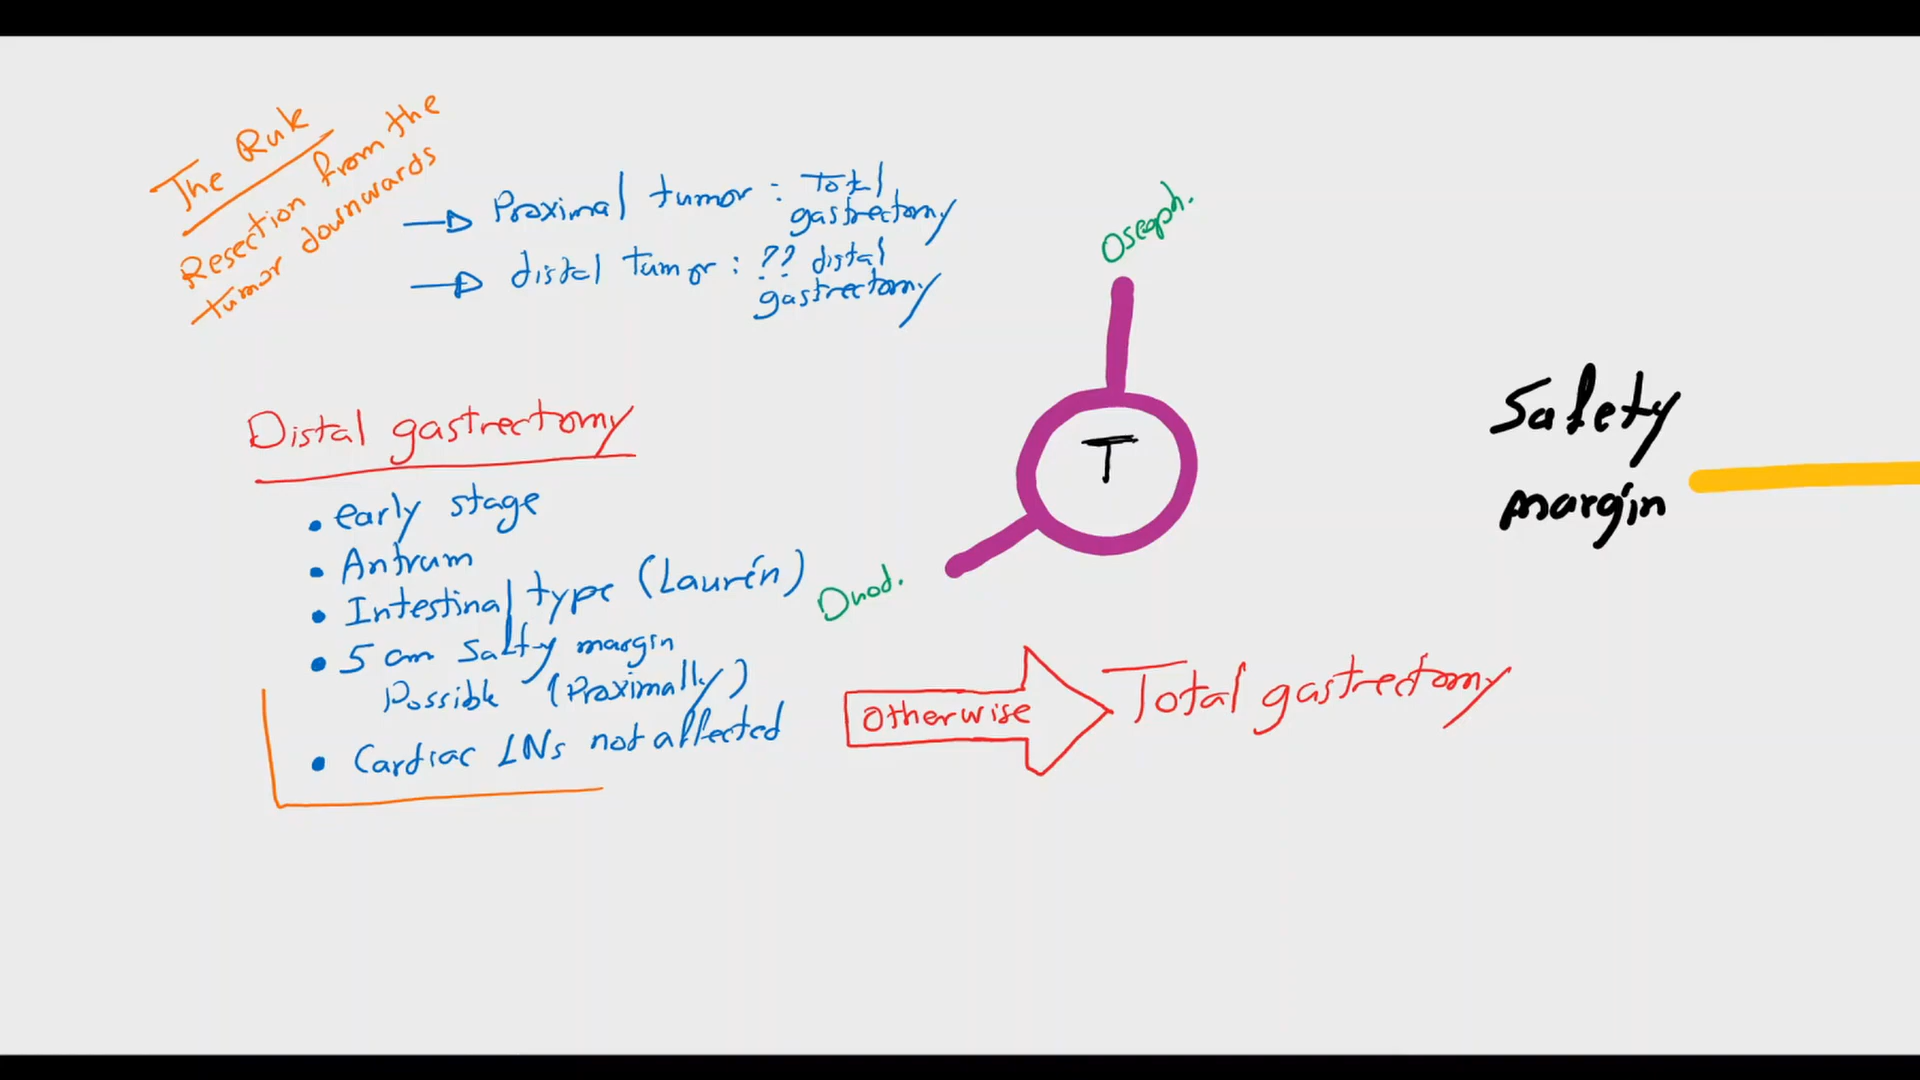 The Rule
Resection from the
tumor downwards
Proximal tumor : Total
gastrectomy
distal tumor : ?? distal
gastrectomy
Oseoph.
T
Duod.
Safety
margin
Distal gastrectomy
• early stage
• Antrum
• Intestinal type (Laurén)
• 5 cm Safty margin
Possible (Proximally)
• Cardiac LNs not affected
Otherwise
Total gastrectomy